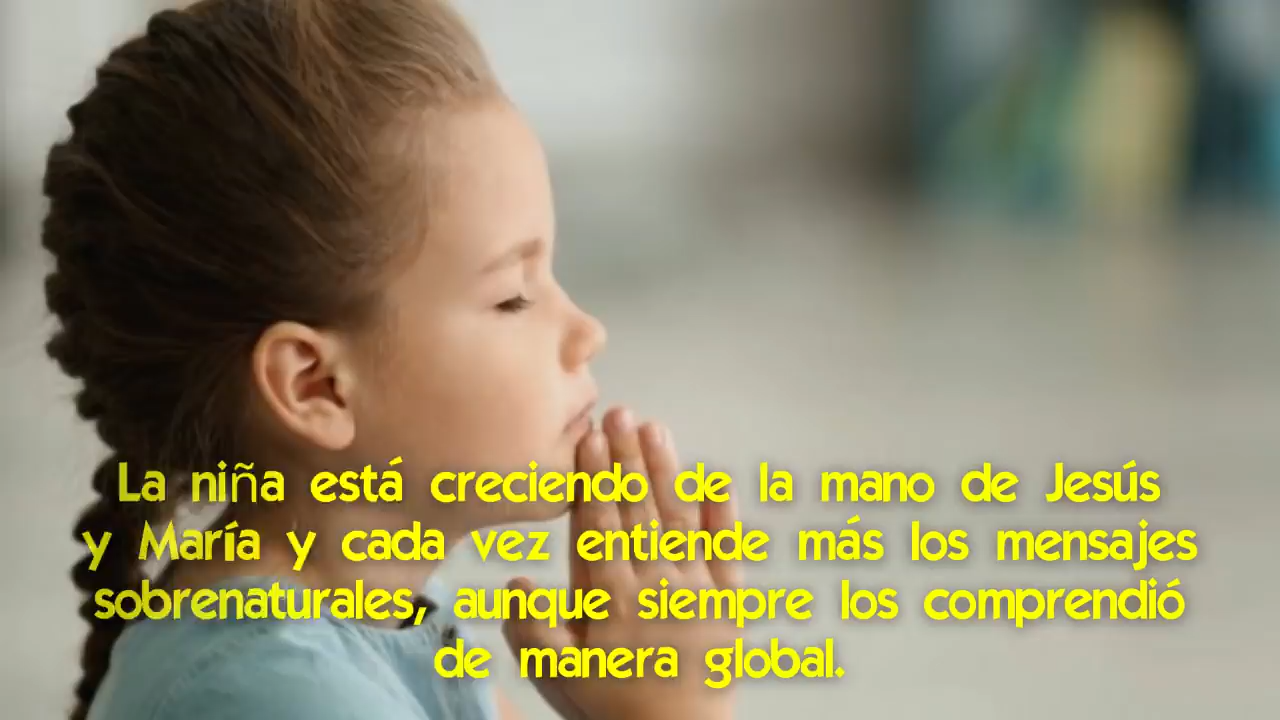 La niña está creciendo de la mano de Jesús
y María y cada vez entiende más los mensajes
sobrenaturales, aunque siempre los comprendió
de manera global.